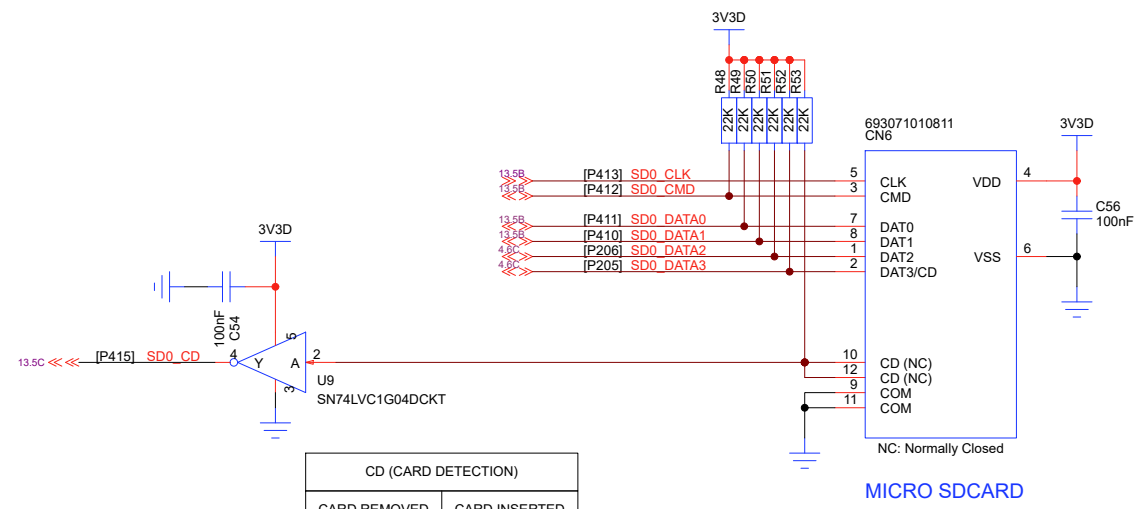 3V3D
R48
R49
R50
R51
R52
R53
22K
22K
22K
22K
22K
22K
693071010811
CN6
3V3D
13.5B [P413] SD0_CLK 5 CLK VDD 4
13.5B [P412] SD0_CMD 3 CMD
C56
100nF
13.5B [P411] SD0_DATA0 7 DAT0
13.5B [P410] SD0_DATA1 8 DAT1
4.6C [P206] SD0_DATA2 1 DAT2 VSS 6
4.6C [P205] SD0_DATA3 2 DAT3/CD
3V3D
100nF
C54
13.5C [P415] SD0_CD 4 Y A 2
5
3
U9
SN74LVC1G04DCKT
10 CD (NC)
12 CD (NC)
9 COM
11 COM
NC: Normally Closed
MICRO SDCARD
CD (CARD DETECTION)
CARD REMOVED CARD INSERTED